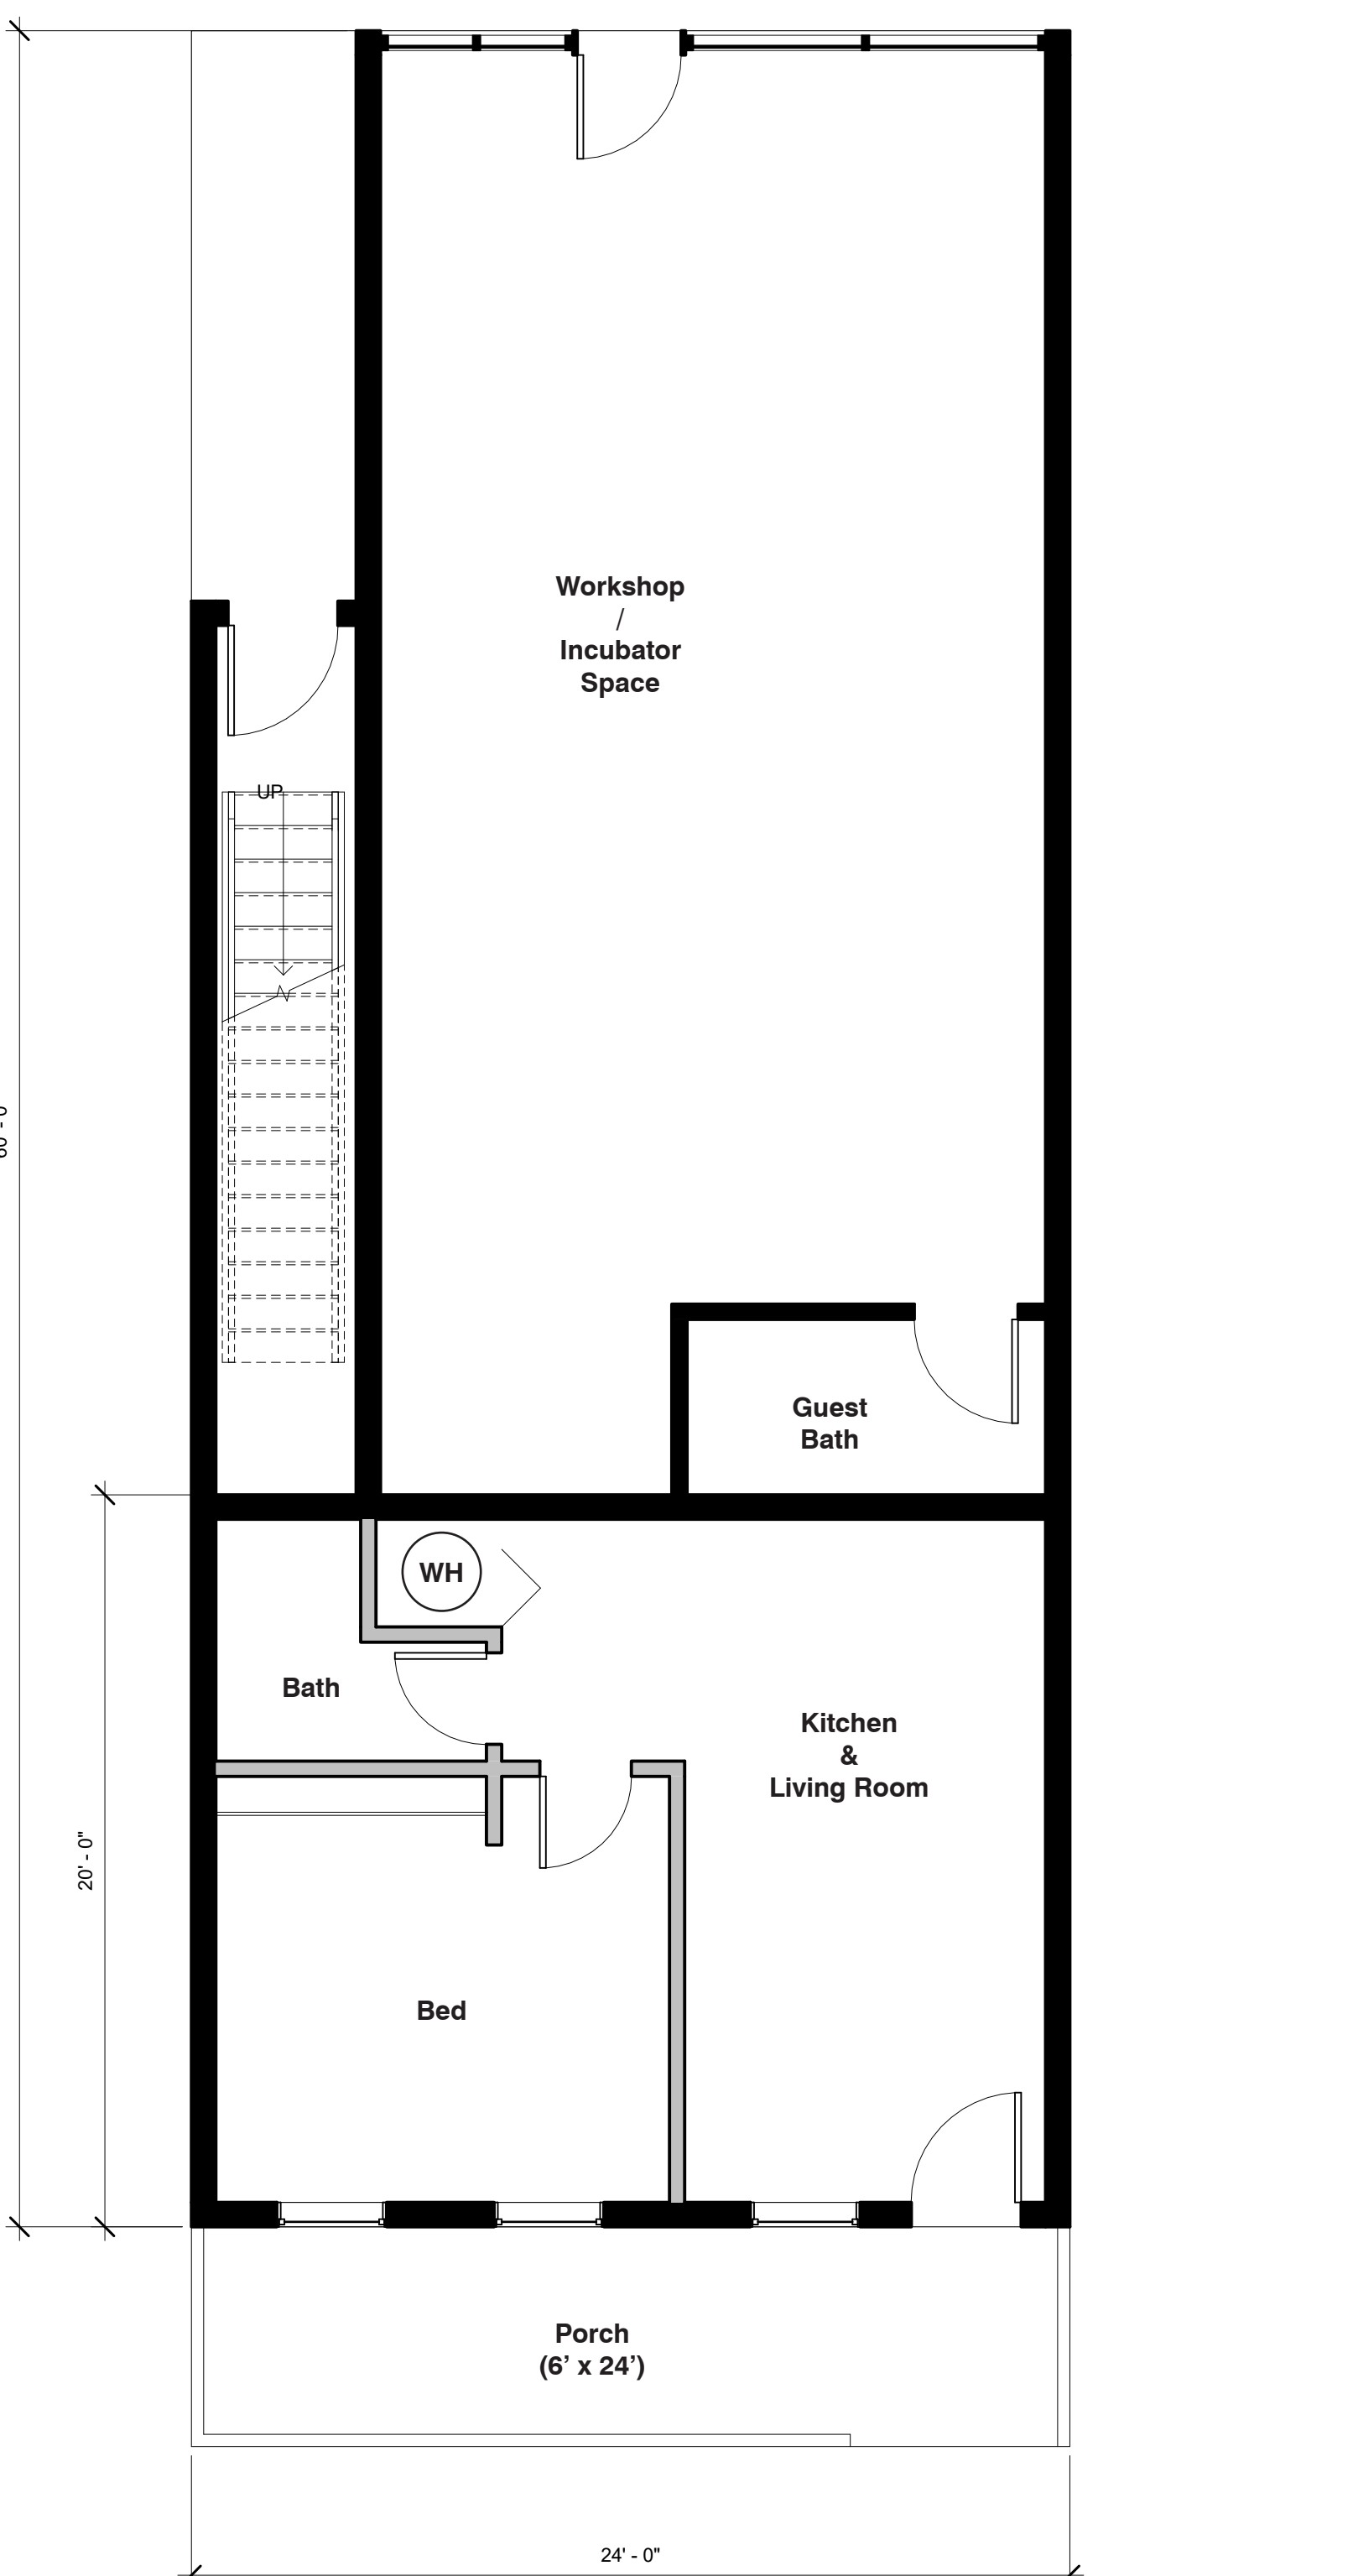 Workshop
/
Incubator
Space
UP
Guest
Bath
WH
Bath
Kitchen
&
Living Room
20' - 0"
Bed
Porch
(6’ x 24’)
24' - 0"